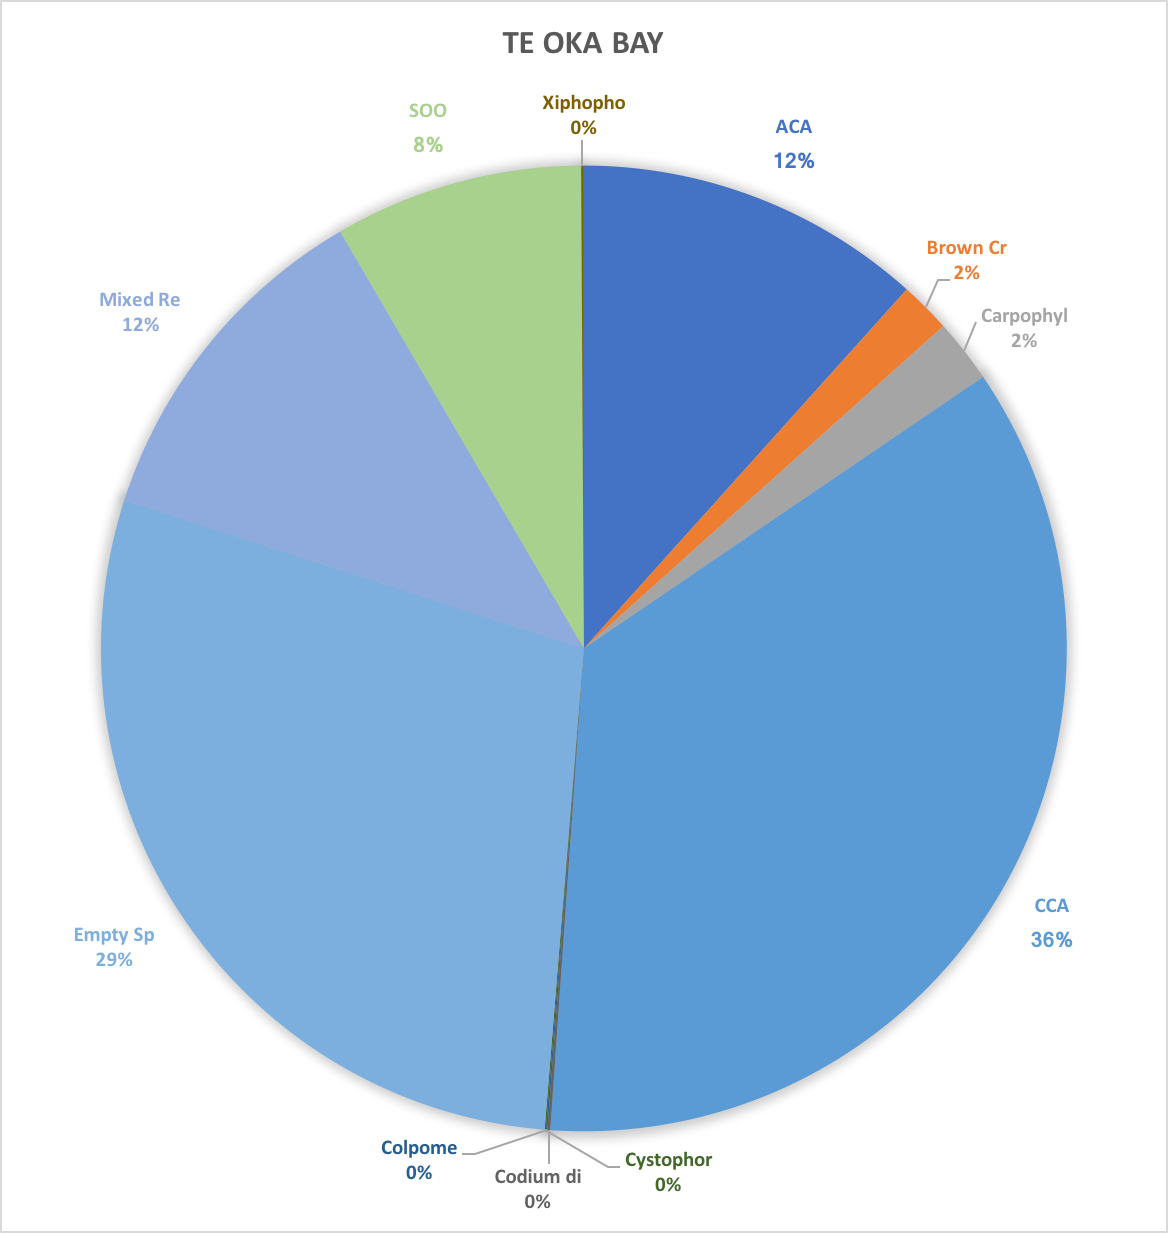 TE OKA BAY
Xiphopho
0%
SOO
8%
ACA
12%
Brown Cr
2%
Carpophyl
2%
Mixed Re
12%
CCA
36%
Empty Sp
29%
Colpome
0%
Codium di
0%
Cystophor
0%